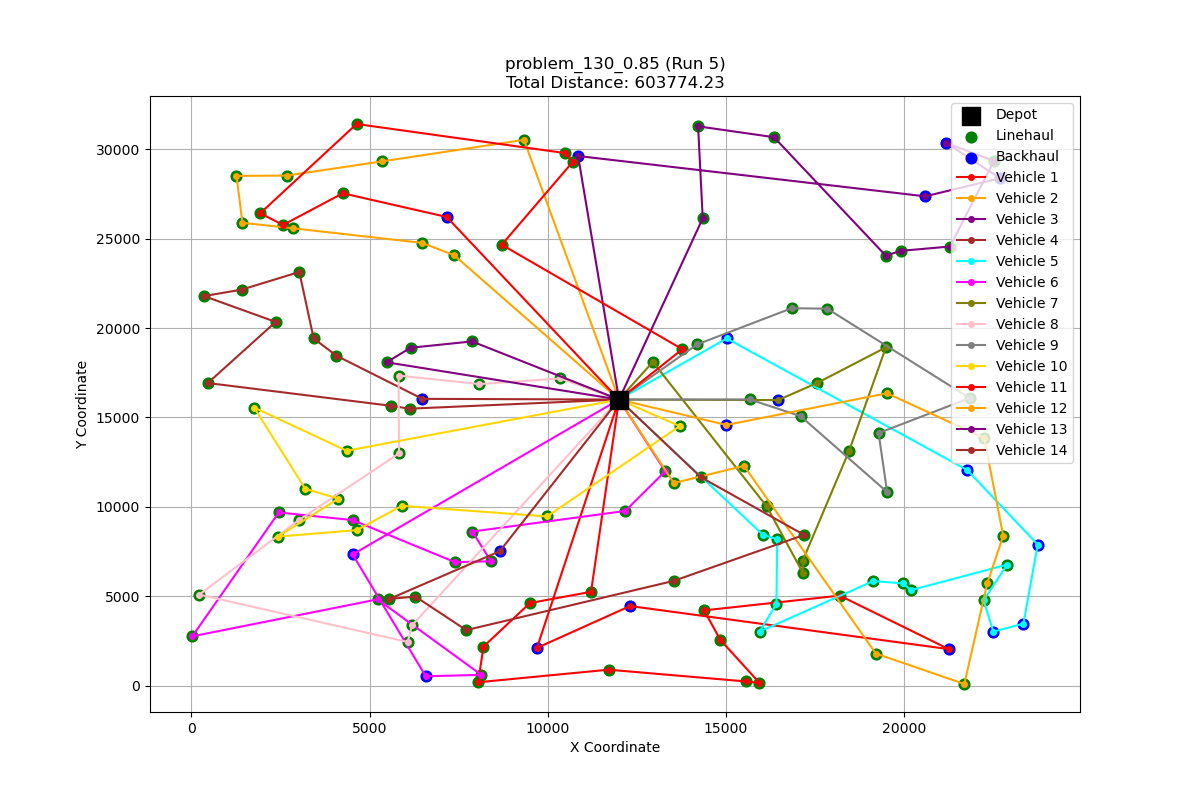 problem_130_0.85 (Run 5)
Total Distance: 603774.23
Y Coordinate
30000
25000
20000
15000
10000
5000
0
0
5000
10000
15000
20000
X Coordinate
Depot
Linehaul
Backhaul
Vehicle 1
Vehicle 2
Vehicle 3
Vehicle 4
Vehicle 5
Vehicle 6
Vehicle 7
Vehicle 8
Vehicle 9
Vehicle 10
Vehicle 11
Vehicle 12
Vehicle 13
Vehicle 14